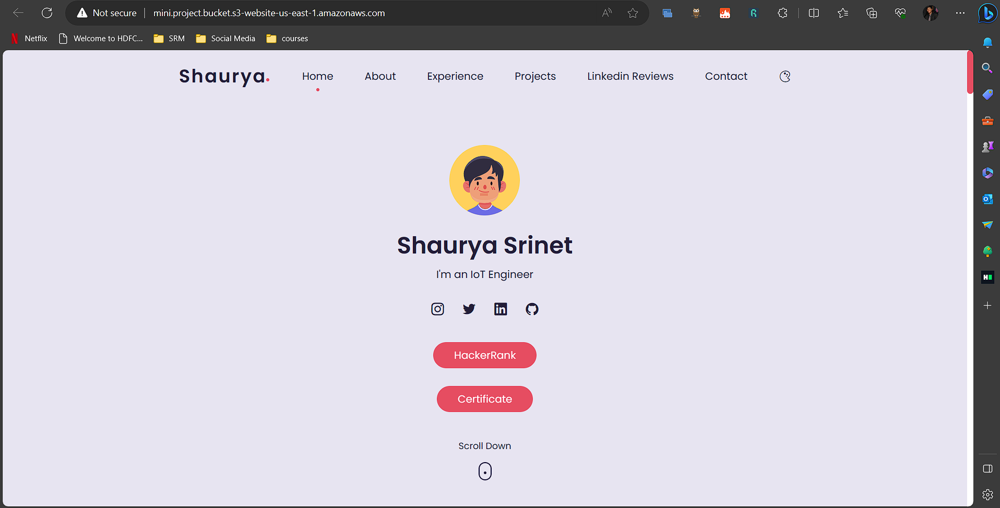 Not secure | mini.project.bucket.s3-website-us-east-1.amazonaws.com
Netflix Welcome to HDFC... SRM Social Media courses
Shaurya. Home About Experience Projects Linkedin Reviews Contact
Shaurya Srinet
I'm an IoT Engineer
HackerRank
Certificate
Scroll Down